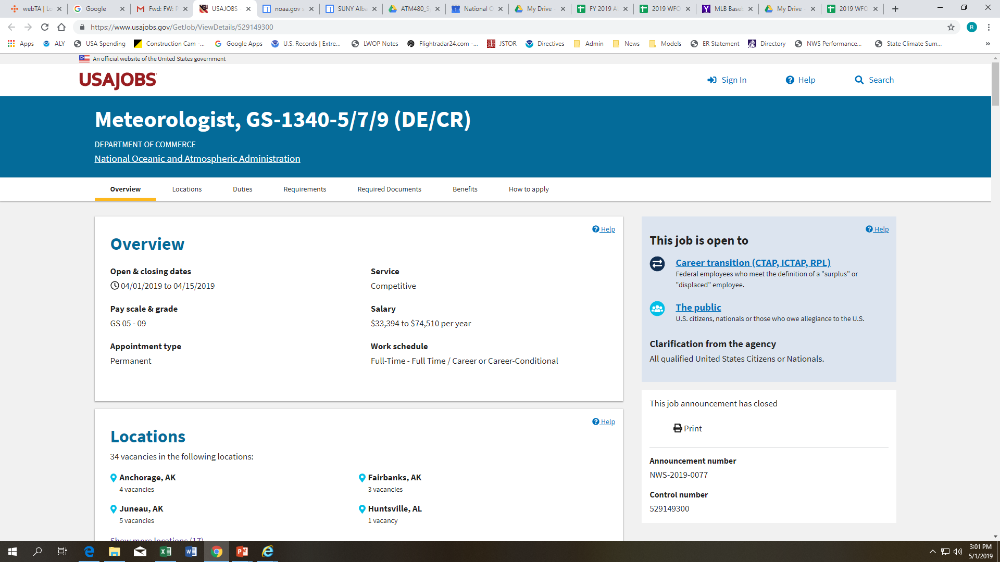 webTA | Lo
Google
Fwd: FW: P
USAJOBS -
noaa.gov s
SUNY Alba
ATM480_S
National O
My Drive -
FY 2019 Al
2019 WFO
MLB Baseb
My Drive -
2019 WFO
https://www.usajobs.gov/GetJob/ViewDetails/529149300
R
Apps
ALY
USA Spending
Construction Cam -...
Google Apps
U.S. Records | Extre...
LWOP Notes
Flightradar24.com -...
JSTOR
Directives
Admin
News
Models
ER Statement
Directory
NWS Performance...
State Climate Sum...
»
An official website of the United States government
USAJOBS
Sign In
Help
Search
Meteorologist, GS-1340-5/7/9 (DE/CR)
DEPARTMENT OF COMMERCE
National Oceanic and Atmospheric Administration
Overview
Locations
Duties
Requirements
Required Documents
Benefits
How to apply
Help
Overview
Open & closing dates
04/01/2019 to 04/15/2019
Service
Competitive
Pay scale & grade
GS 05 - 09
Salary
$33,394 to $74,510 per year
Appointment type
Permanent
Work schedule
Full-Time - Full Time / Career or Career-Conditional
Help
Locations
34 vacancies in the following locations:
Anchorage, AK
4 vacancies
Fairbanks, AK
3 vacancies
Juneau, AK
5 vacancies
Huntsville, AL
1 vacancy
Show more locations (17)
Help
This job is open to
Career transition (CTAP, ICTAP, RPL)
Federal employees who meet the definition of a "surplus" or
"displaced" employee.
The public
U.S. citizens, nationals or those who owe allegiance to the U.S.
Clarification from the agency
All qualified United States Citizens or Nationals.
This job announcement has closed
Print
Announcement number
NWS-2019-0077
Control number
529149300
3:01 PM
5/1/2019